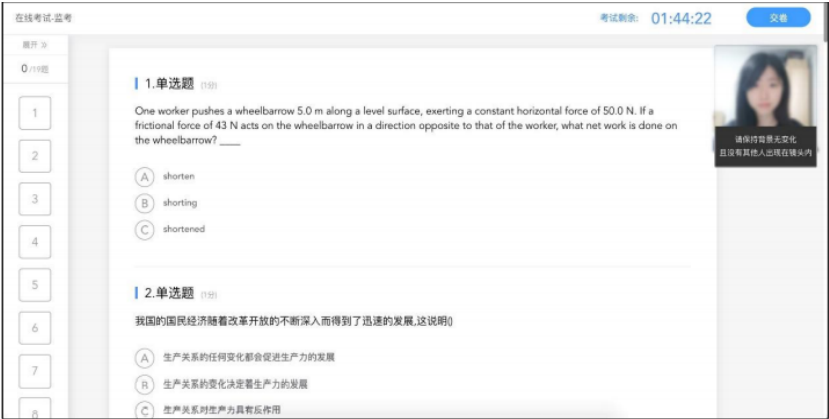 在线考试-监考
考试剩余: 01:44:22
交卷
展开 »
0/19题
1
2
3
4
5
6
7
8
1.单选题 (1分)
One worker pushes a wheelbarrow 5.0 m along a level surface, exerting a constant horizontal force of 50.0 N. If a
frictional force of 43 N acts on the wheelbarrow in a direction opposite to that of the worker, what net work is done on
the wheelbarrow? ____
A shorten
B shorting
C shortened
请保持背景无变化
且没有其他人出现在镜头内
2.单选题 (1分)
我国的国民经济随着改革开放的不断深入而得到了迅速的发展,这说明()
A 生产关系的任何变化都会促进生产力的发展
B 生产关系的变化决定着生产力的发展
C 生产关系对生产力具有反作用